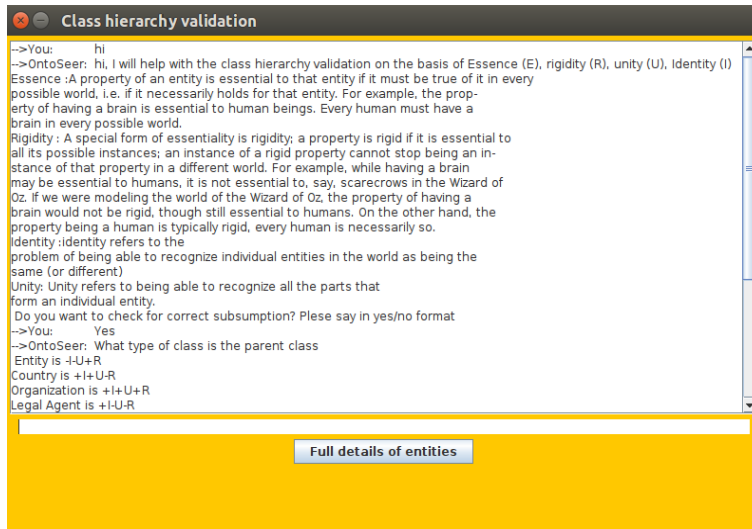 Class hierarchy validation
-->You: hi
-->OntoSeer: hi, I will help with the class hierarchy validation on the basis of Essence (E), rigidity (R), unity (U), Identity (I)
Essence :A property of an entity is essential to that entity if it must be true of it in every
possible world, i.e. if it necessarily holds for that entity. For example, the prop-
erty of having a brain is essential to human beings. Every human must have a
brain in every possible world.
Rigidity : A special form of essentiality is rigidity; a property is rigid if it is essential to
all its possible instances; an instance of a rigid property cannot stop being an in-
stance of that property in a different world. For example, while having a brain
may be essential to humans, it is not essential to, say, scarecrows in the Wizard of
Oz. If we were modeling the world of the Wizard of Oz, the property of having a
brain would not be rigid, though still essential to humans. On the other hand, the
property being a human is typically rigid, every human is necessarily so.
Identity :identity refers to the
problem of being able to recognize individual entities in the world as being the
same (or different)
Unity: Unity refers to being able to recognize all the parts that
form an individual entity.
Do you want to check for correct subsumption? Plese say in yes/no format
-->You: Yes
-->OntoSeer: What type of class is the parent class
Entity is -I-U+R
Country is +I+U-R
Organization is +I+U+R
Legal Agent is +I-U-R
Full details of entities